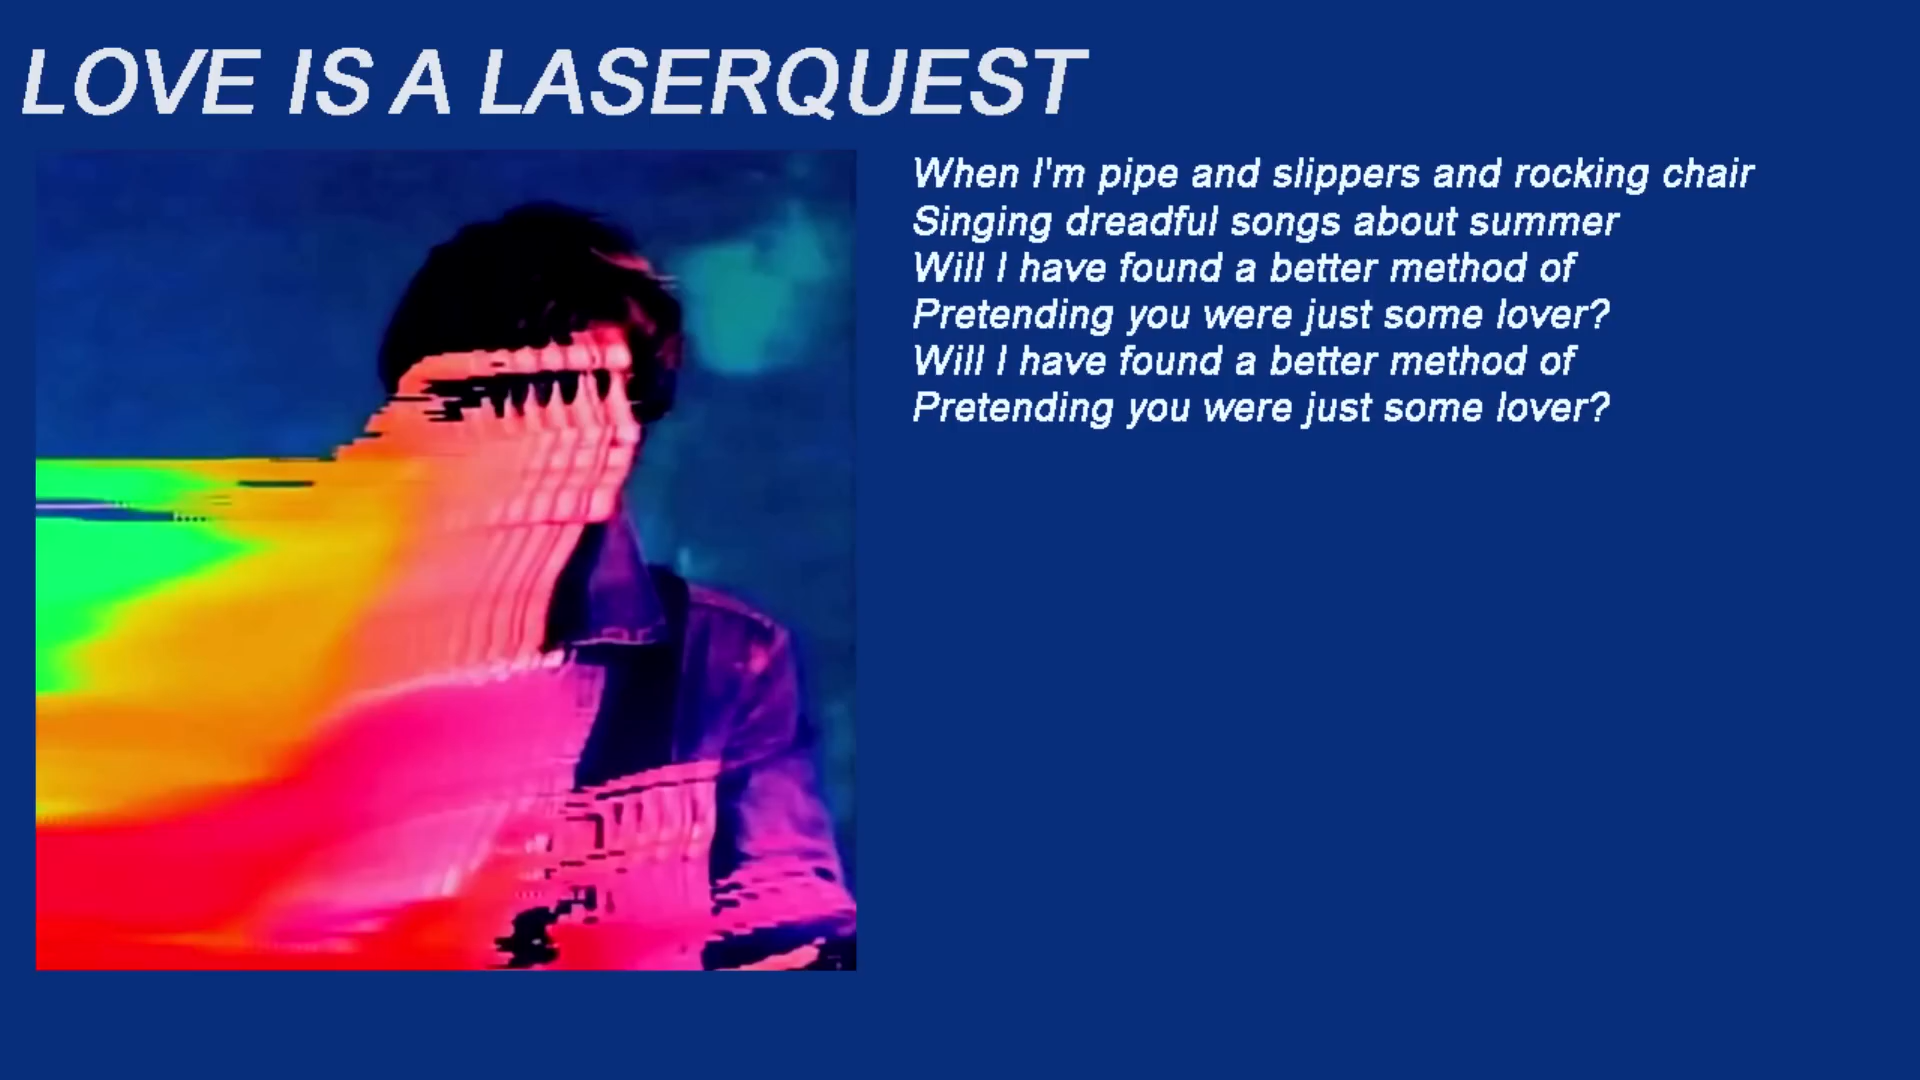 LOVE IS A LASERQUEST
When I'm pipe and slippers and rocking chair
Singing dreadful songs about summer
Will I have found a better method of
Pretending you were just some lover?
Will I have found a better method of
Pretending you were just some lover?